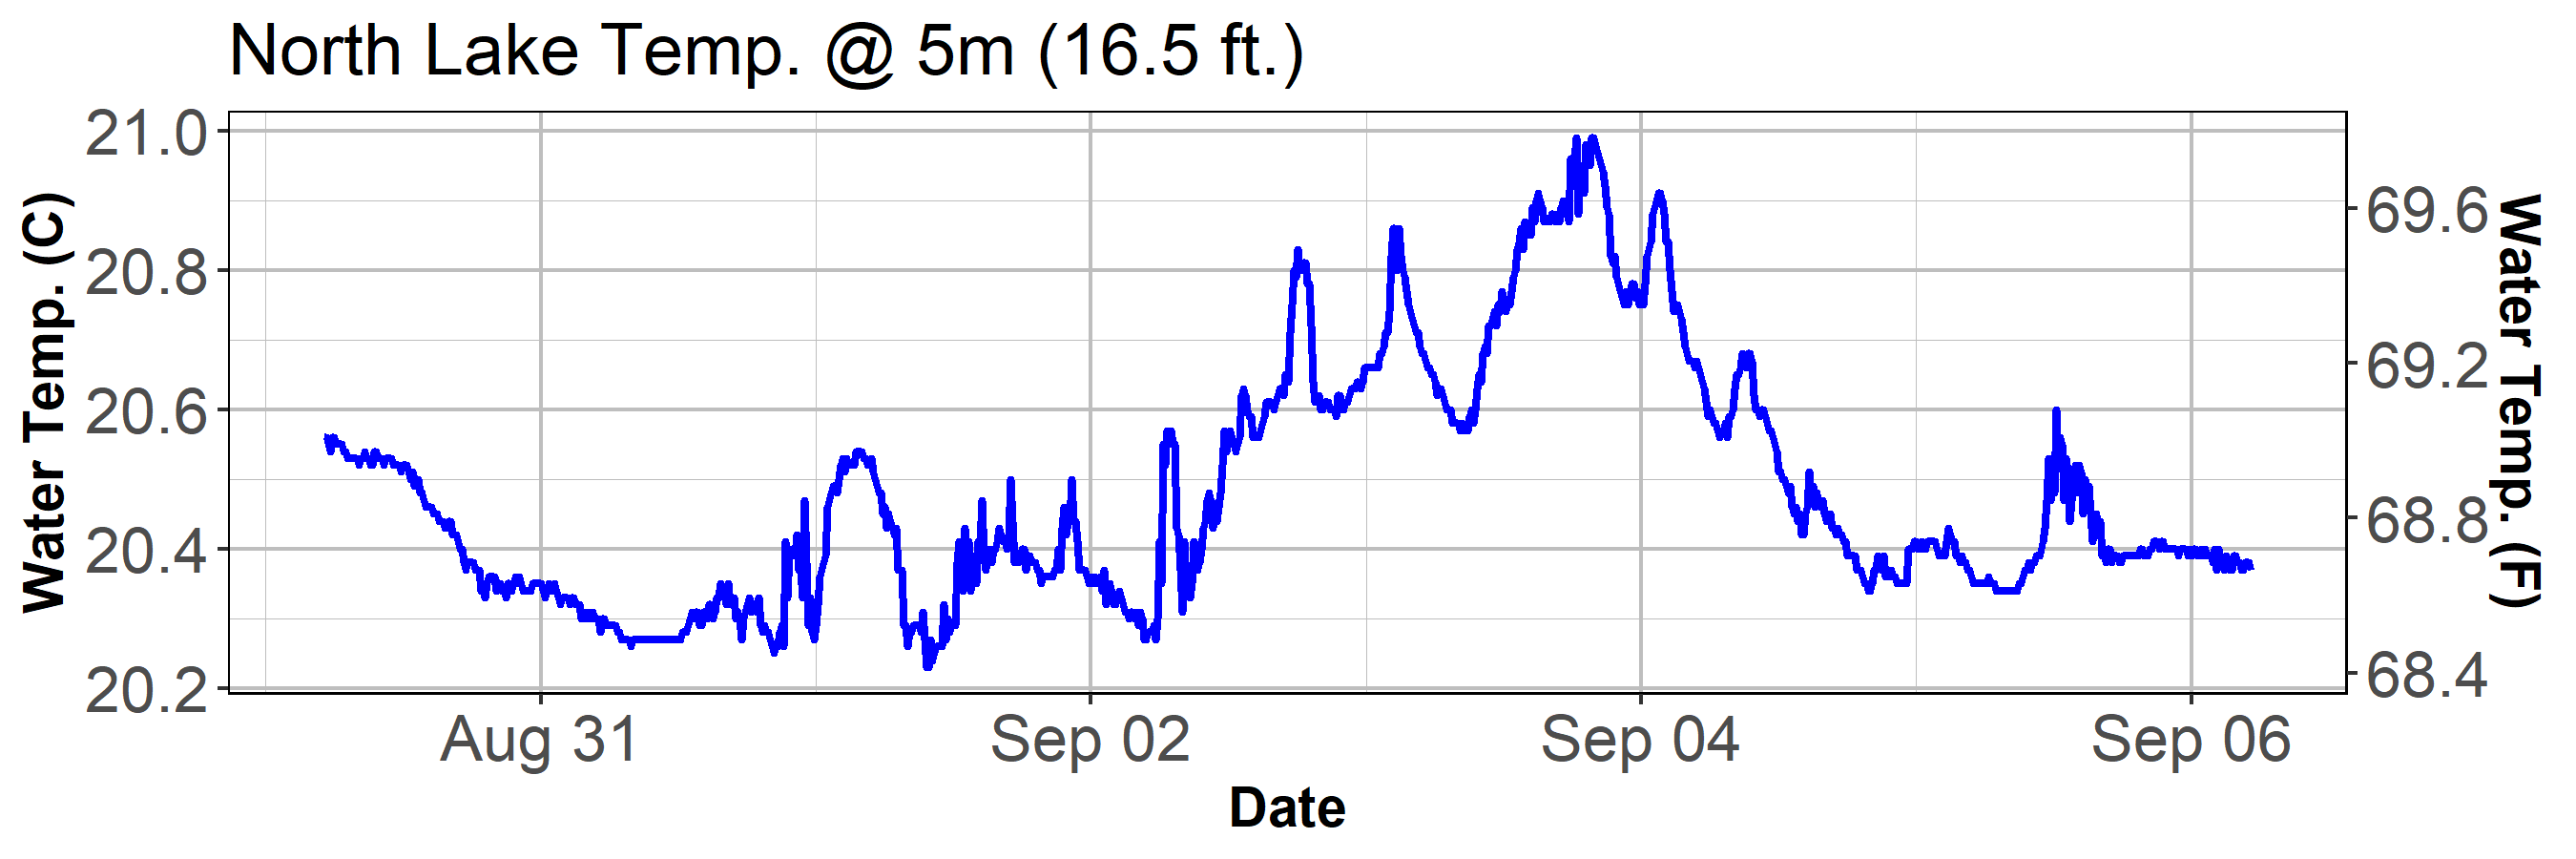 North Lake Temp. @ 5m (16.5 ft.)
Water Temp. (C)
21.0
20.8
20.6
20.4
20.2
69.6
69.2
68.8
68.4
Water Temp. (F)
Aug 31 Sep 02 Sep 04 Sep 06
Date